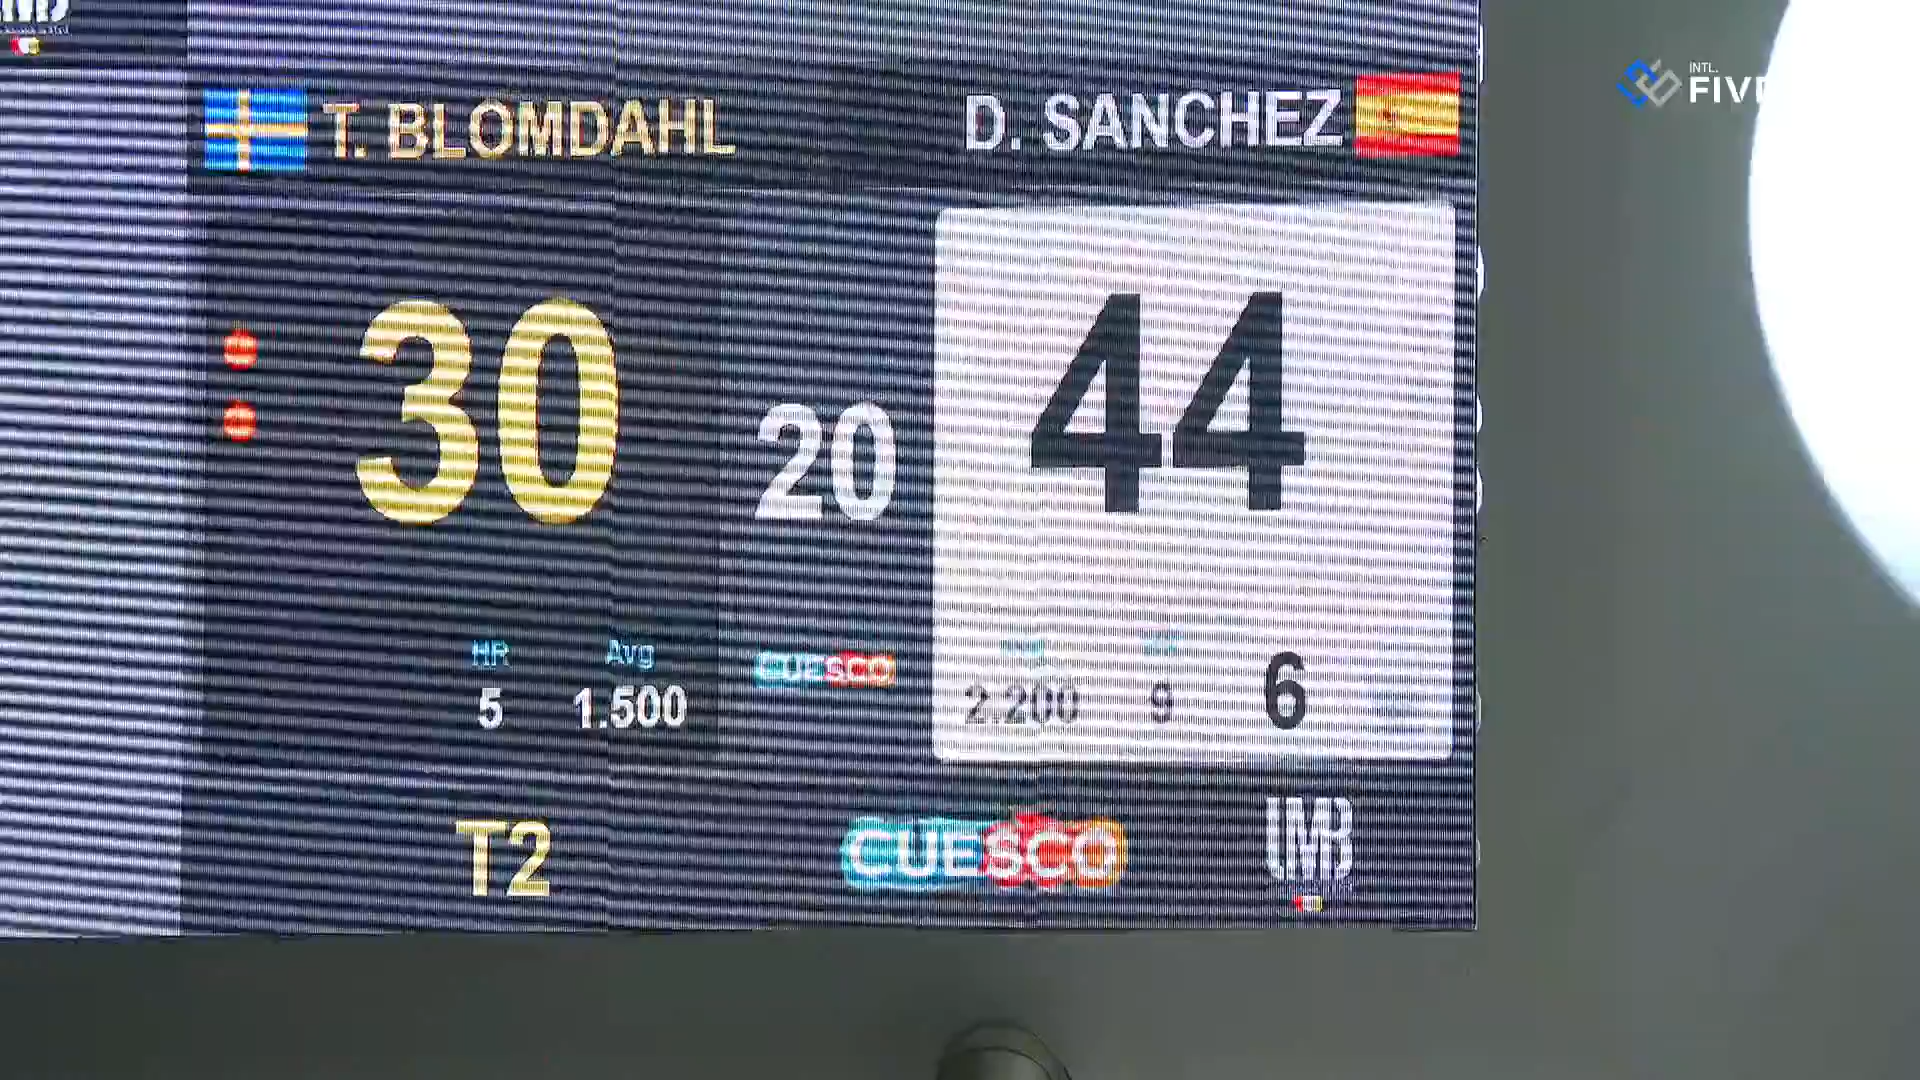 INTL.
FIVE
T. BLOMDAHL
D. SANCHEZ
30
20
44
HR
Avg
5
1.500
CUESCO
2.200
9
6
T2
CUESCO
UMB